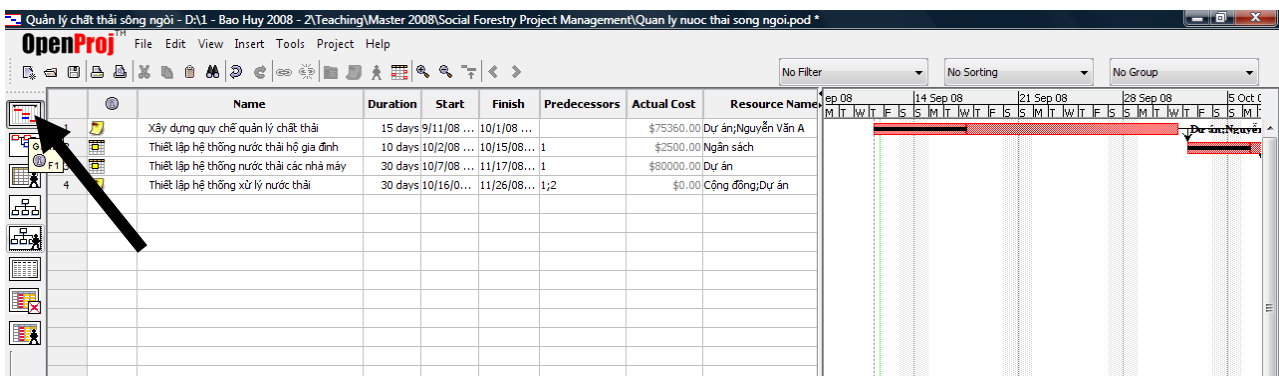 Quản lý chất thải sông ngòi - D:\1 - Bao Huy 2008 - 2\Teaching\Master 2008\Social Forestry Project Management\Quan ly nuoc thai song ngoi.pod *
OpenProj™ File Edit View Insert Tools Project Help
No Filter No Sorting No Group
Name Duration Start Finish Predecessors Actual Cost Resource Name
ep 08 14 Sep 08 21 Sep 08 28 Sep 08 5 Oct
M T W T F S S M T W T F S S M T W T F S S M T W T F S S M
1 Xây dựng quy chế quản lý chất thải 15 days 9/11/08 ... 10/1/08 ... $75360.00 Dự án;Nguyễn Văn A
Dự án;Nguyễ
Thiết lập hệ thống nước thải hộ gia đình 10 days 10/2/08 ... 10/15/08... 1 $2500.00 Ngân sách
G
F1
3 Thiết lập hệ thống nước thải các nhà máy 30 days 10/7/08 ... 11/17/08... 1 $80000.00 Dự án
4 Thiết lập hệ thống xử lý nước thải 30 days 10/16/0... 11/26/08... 1;2 $0.00 Cộng đồng;Dự án